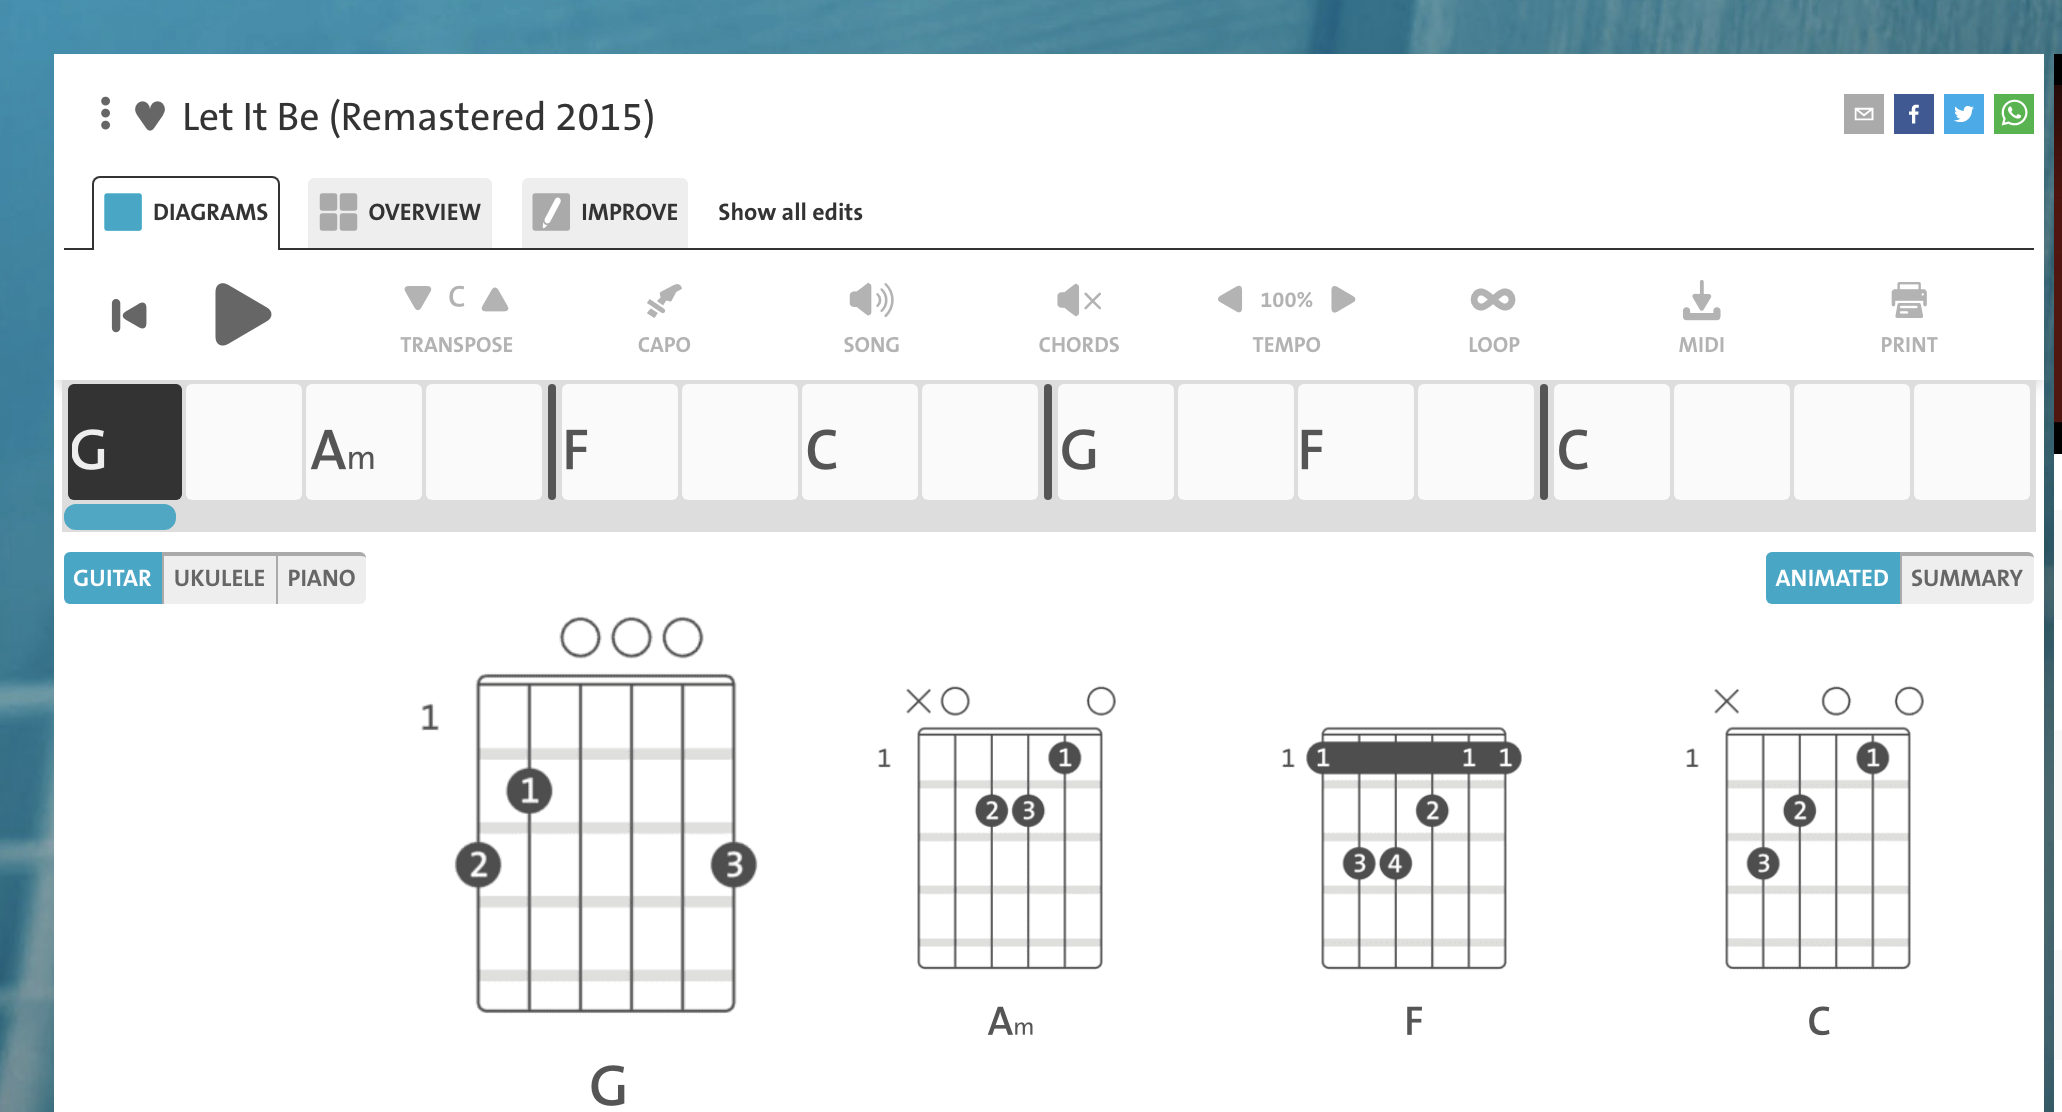 Let It Be (Remastered 2015)
DIAGRAMS OVERVIEW IMPROVE Show all edits
C 100%
TRANSPOSE CAPO SONG CHORDS TEMPO LOOP MIDI PRINT
G Am F C G F C
GUITAR UKULELE PIANO ANIMATED SUMMARY
1 1 2 3
1 1 2 3
1 1 1 1 2 3 4
1 1 2 3
Am F C
G